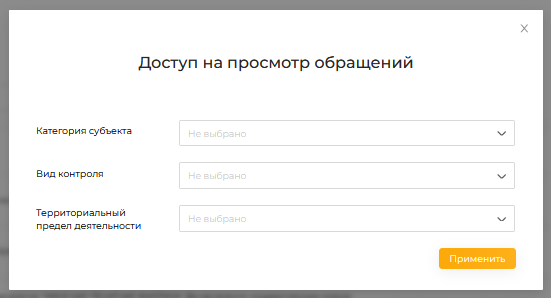 Доступ на просмотр обращений
Категория субъекта
Не выбрано
Вид контроля
Не выбрано
Территориальный
предел деятельности
Не выбрано
Применить